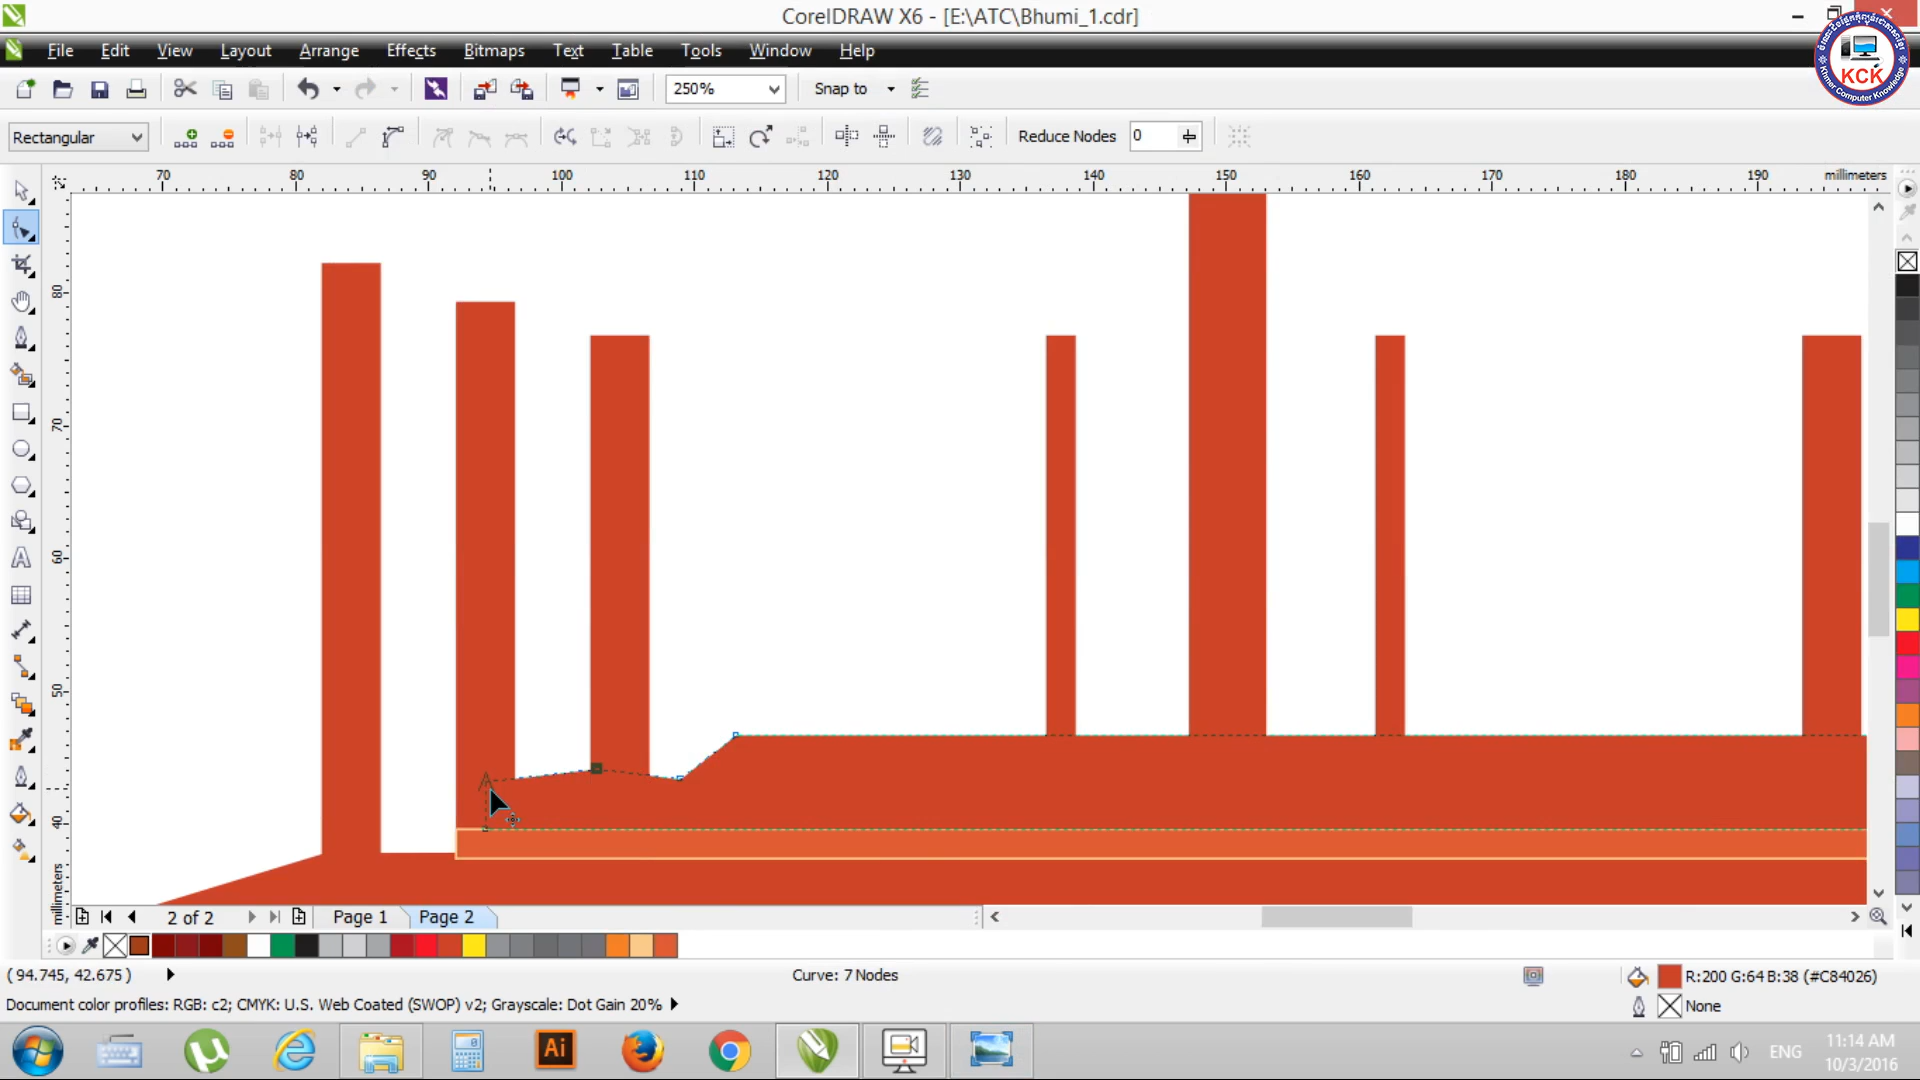 CorelDRAW X6 - [E:\ATC\Bhumi_1.cdr]
File Edit View Layout Arrange Effects Bitmaps Text Table Tools Window Help
250% Snap to
KCK
Khmer Computer Knowledge
Rectangular Reduce Nodes 0
70 80 90 100 110 120 130 140 150 160 170 180 190 millimeters
80
70
60
50
40
millimeters
2 of 2 Page 1 Page 2
(94.745, 42.675) Curve: 7 Nodes R:200 G:64 B:38 (#C84026)
Document color profiles: RGB: c2; CMYK: U.S. Web Coated (SWOP) v2; Grayscale: Dot Gain 20% None
Ai
ENG
11:14 AM
10/3/2016